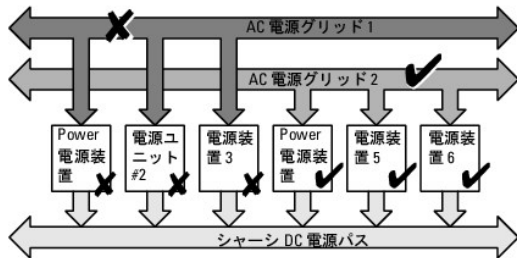 AC 電源グリッド 1
AC 電源グリッド 2
Power
電源装
置
電源ユ
ニット
#2
電源装
置 3
Power
電源装
置
電源装
置 5
電源装
置 6
シャーシ DC 電源パス